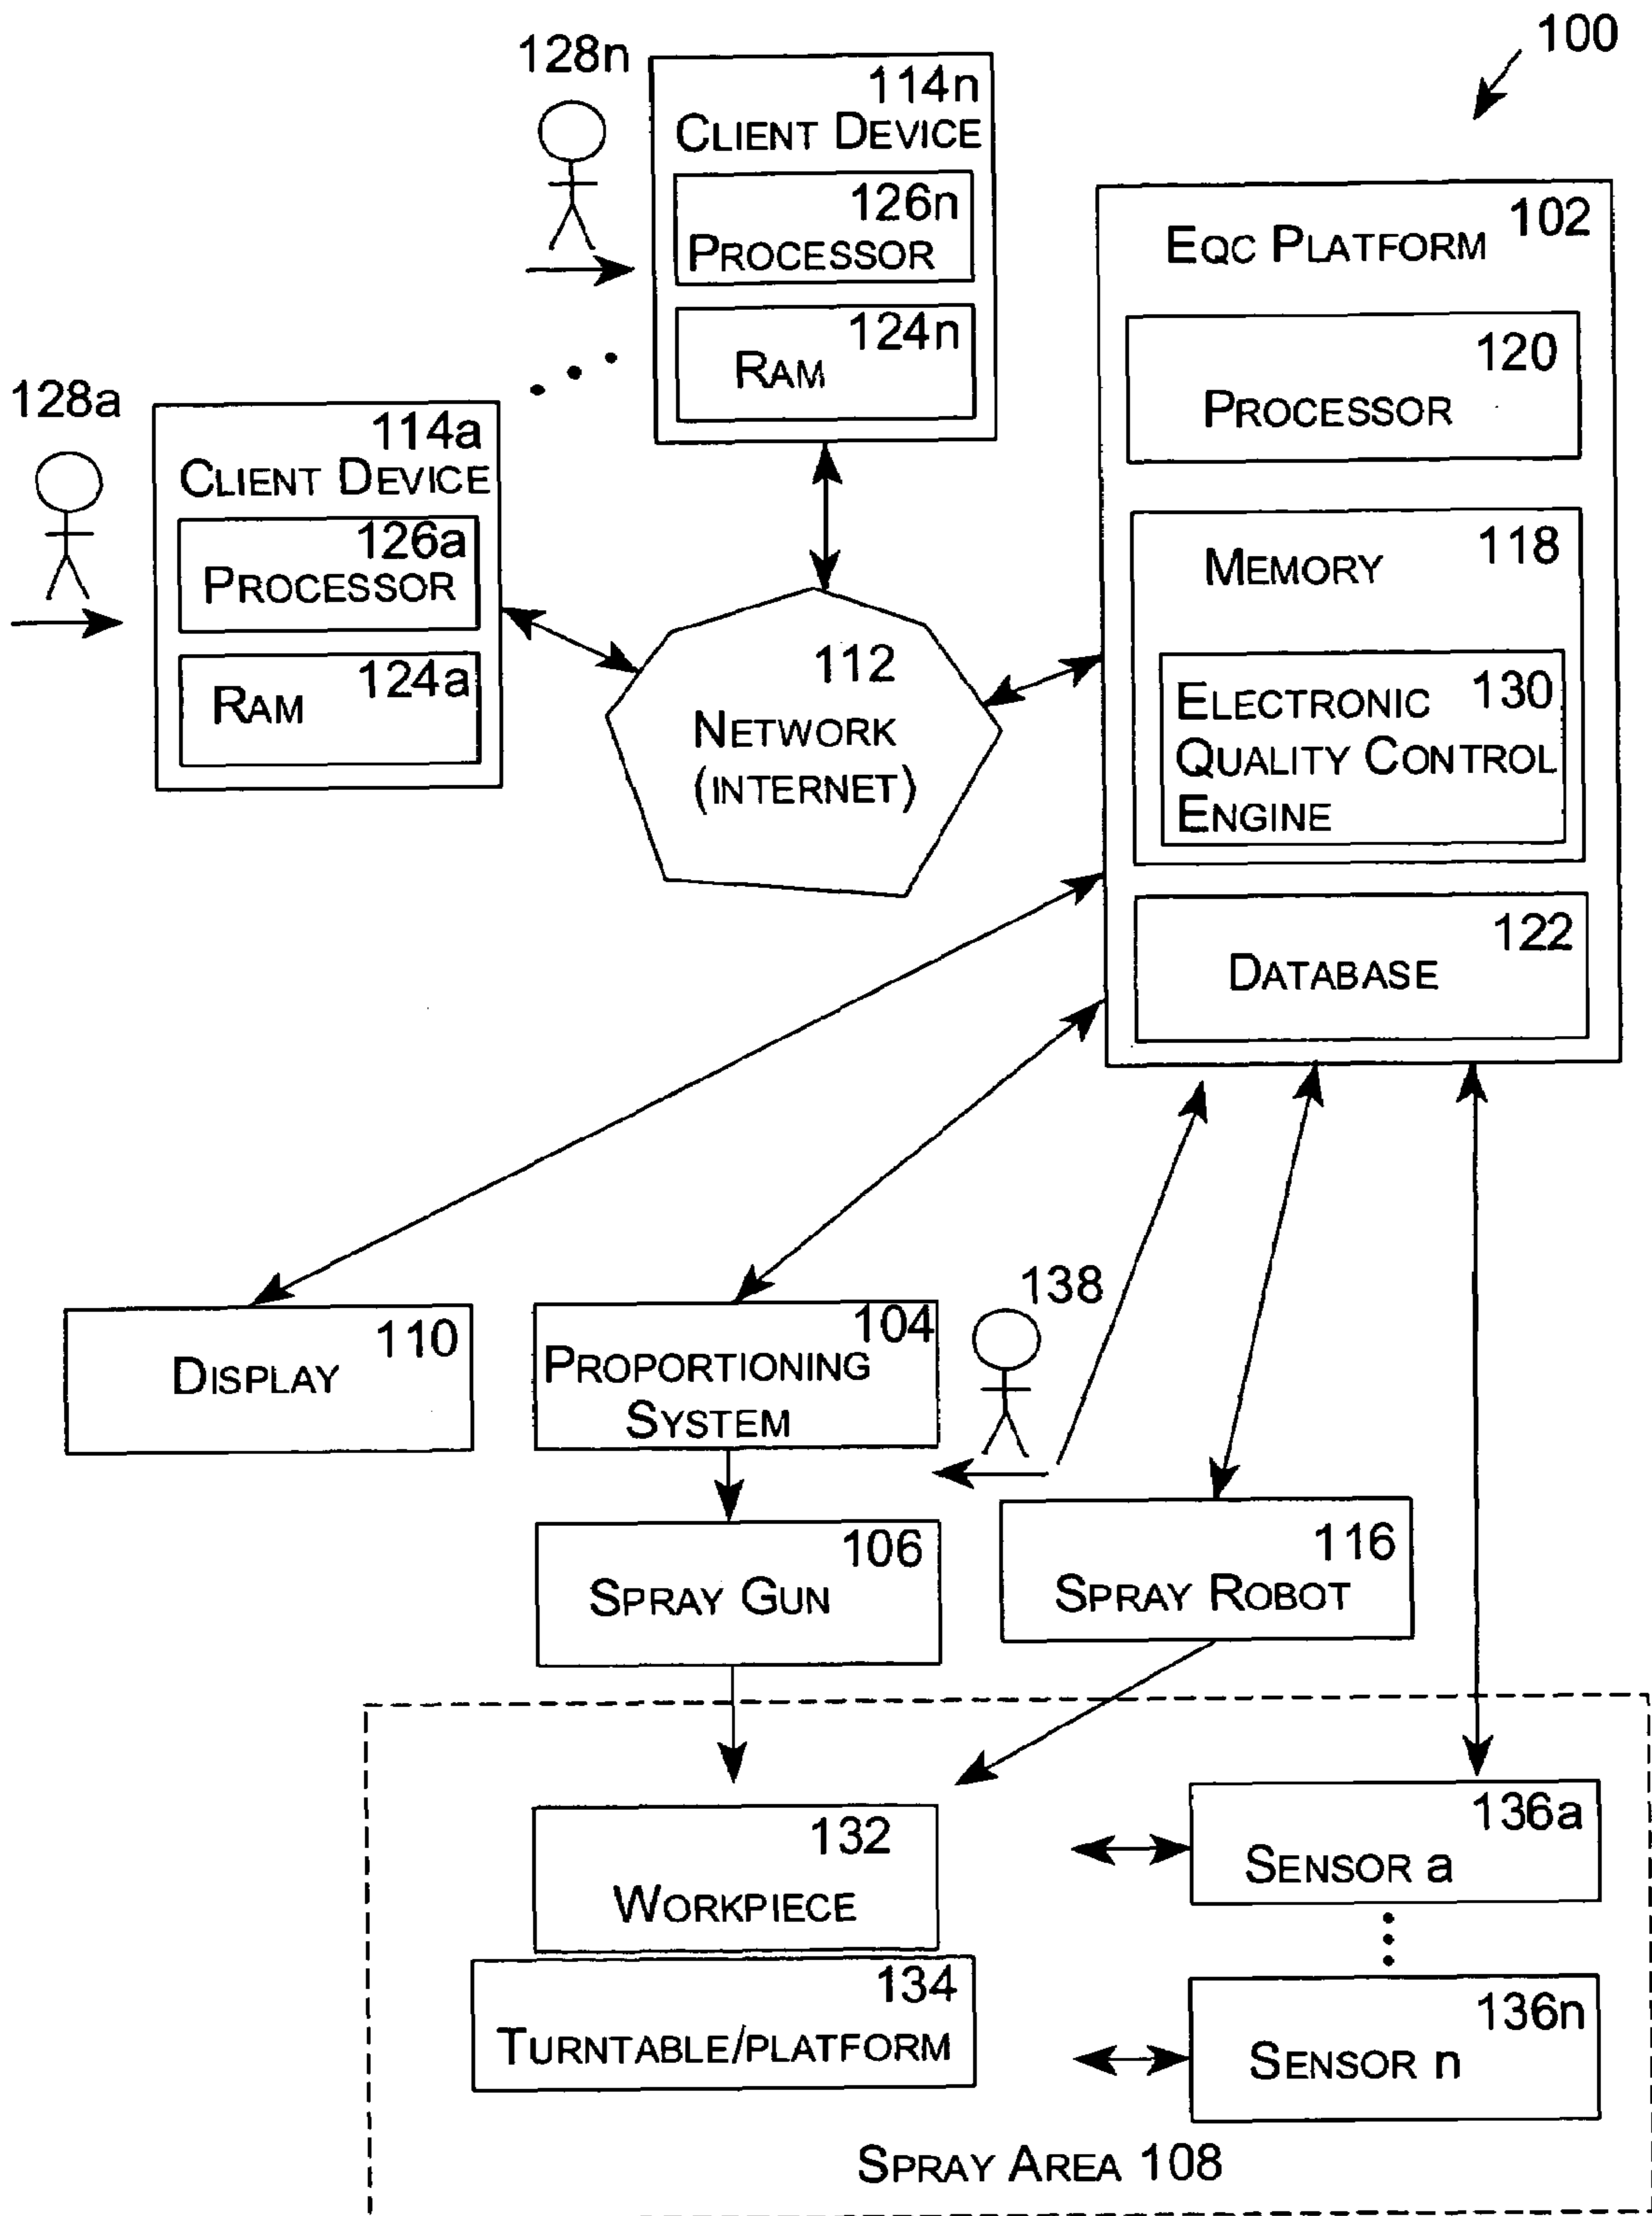 100
128n
114n
CLIENT DEVICE
126n
PROCESSOR
124n
RAM
128a
114a
CLIENT DEVICE
126a
PROCESSOR
124a
RAM
112
NETWORK
(INTERNET)
102
EQC PLATFORM
120
PROCESSOR
118
MEMORY
130
ELECTRONIC
QUALITY CONTROL
ENGINE
122
DATABASE
110
DISPLAY
104
PROPORTIONING
SYSTEM
138
106
SPRAY GUN
116
SPRAY ROBOT
132
WORKPIECE
134
TURNTABLE/PLATFORM
136a
SENSOR a
136n
SENSOR n
SPRAY AREA 108